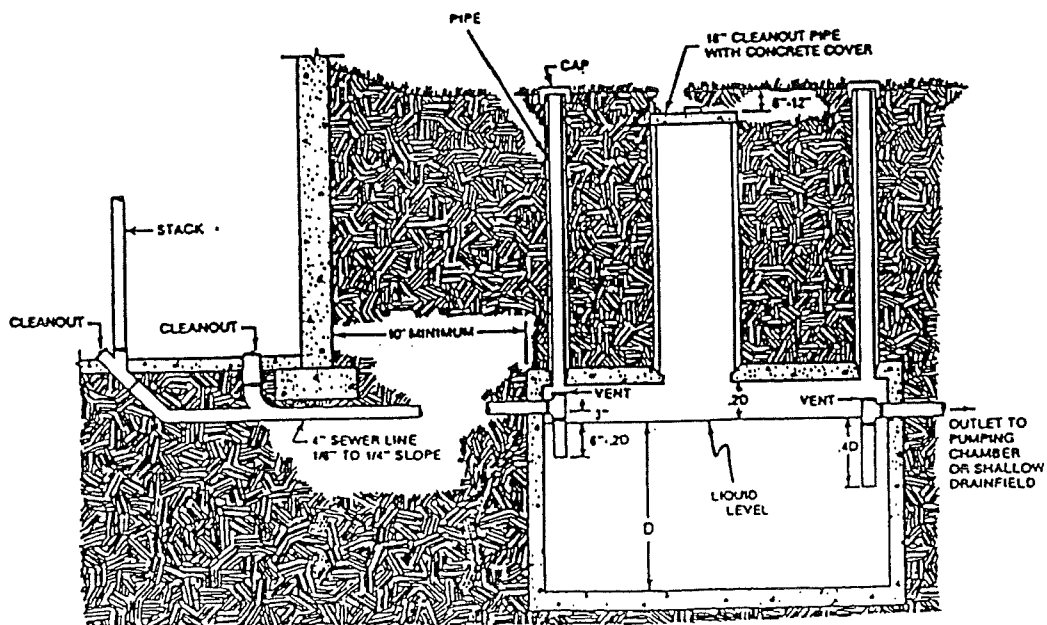 PIPE
18" CLEANOUT PIPE
WITH CONCRETE COVER
CAP
8"-12"
STACK
CLEANOUT
CLEANOUT
10' MINIMUM
VENT
3"
6"-.2D
.2D
VENT
.4D
4" SEWER LINE
1/8" TO 1/4" SLOPE
LIQUID
LEVEL
D
OUTLET TO
PUMPING
CHAMBER
OR SHALLOW
DRAINFIELD